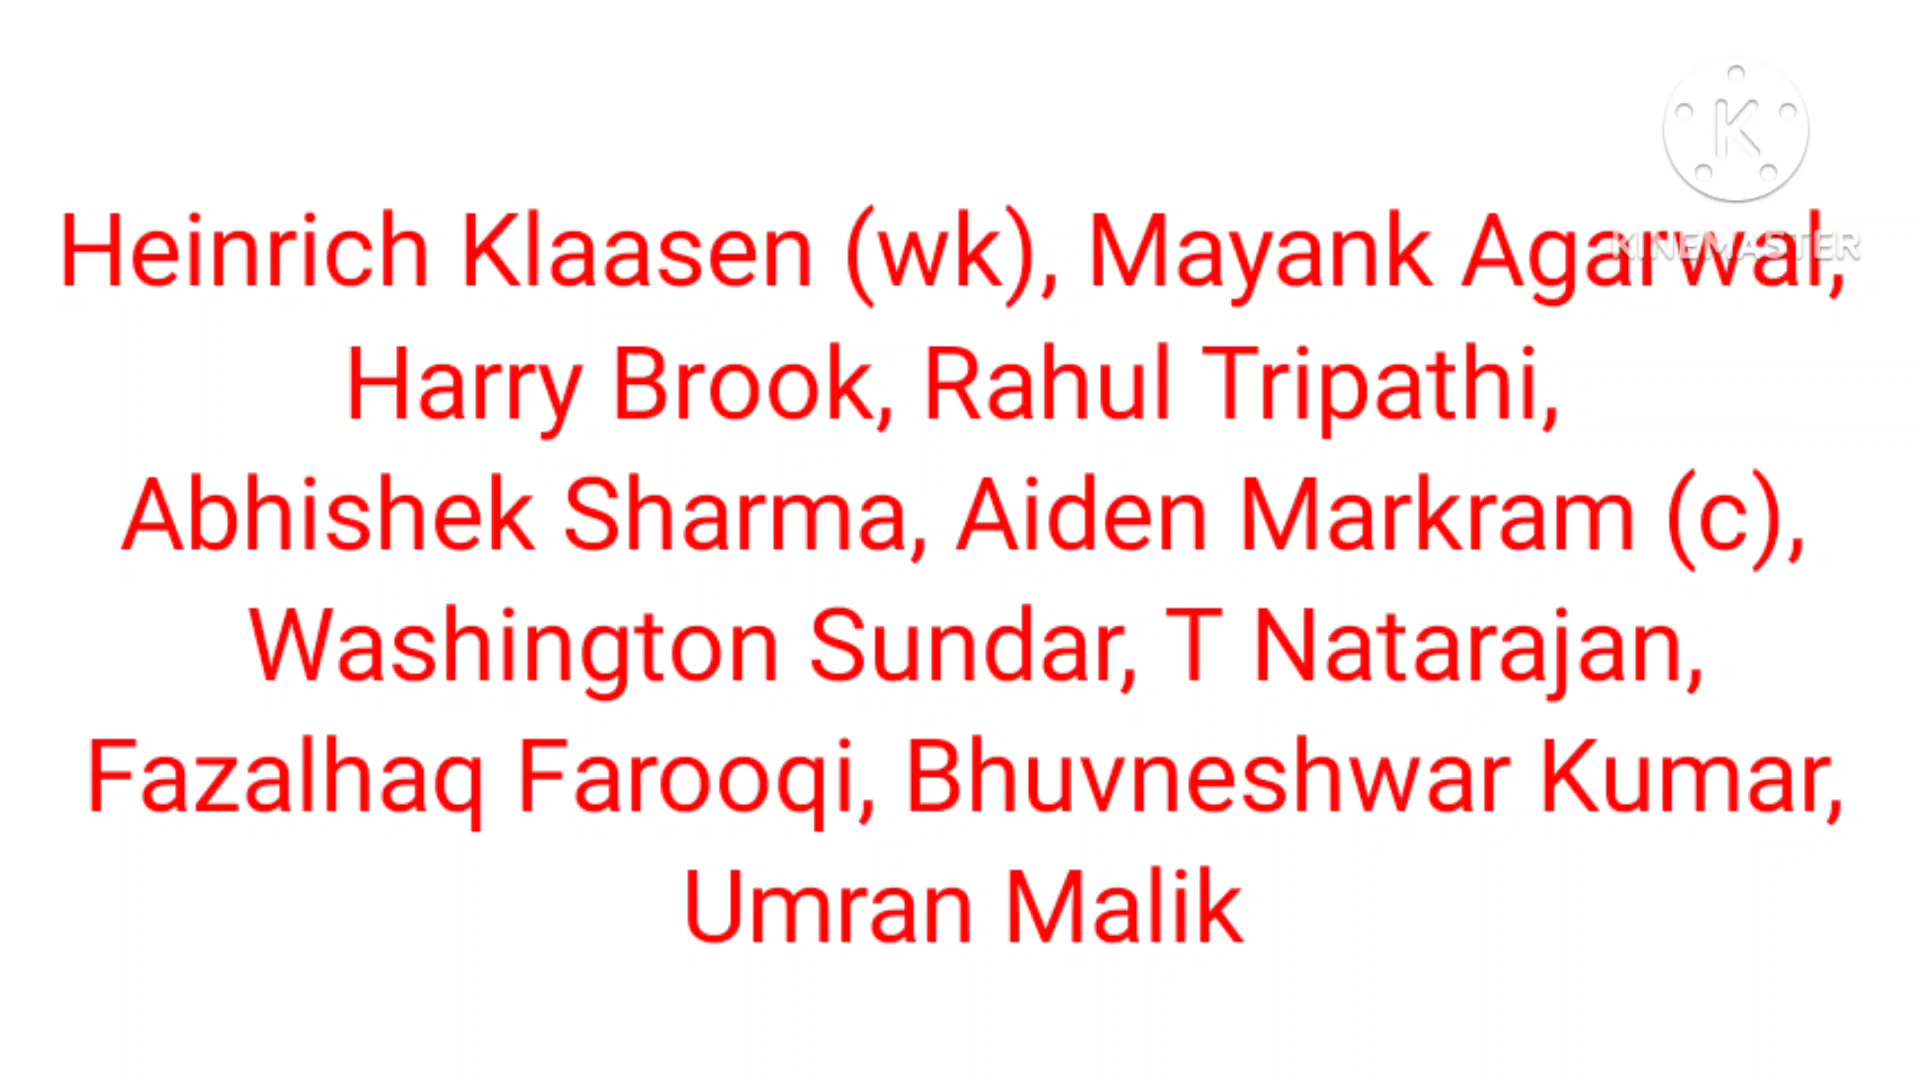 K
KINEMASTER
Heinrich Klaasen (wk), Mayank Agarwal,
Harry Brook, Rahul Tripathi,
Abhishek Sharma, Aiden Markram (c),
Washington Sundar, T Natarajan,
Fazalhaq Farooqi, Bhuvneshwar Kumar,
Umran Malik